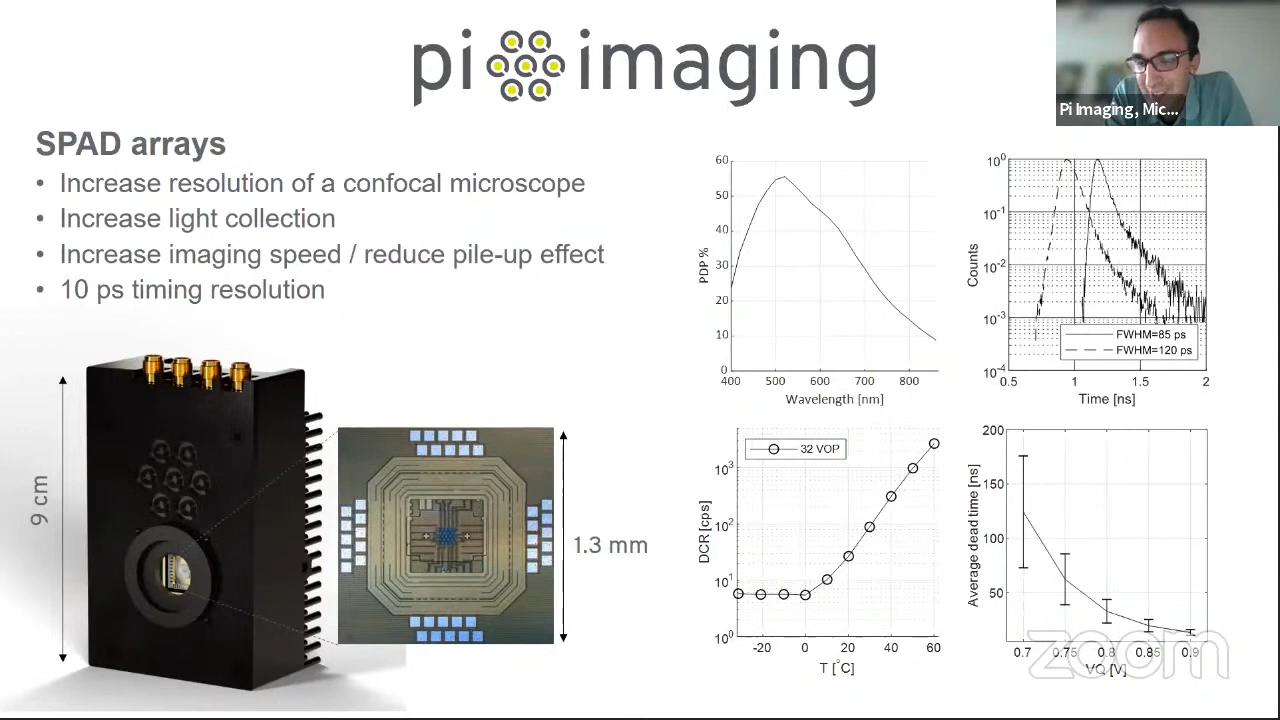 pi imaging
Pi Imaging, Mic...
SPAD arrays
• Increase resolution of a confocal microscope
• Increase light collection
• Increase imaging speed / reduce pile-up effect
• 10 ps timing resolution
9 cm
1.3 mm
60
50
40
30
20
10
0
PDP %
400 500 600 700 800
Wavelength [nm]
10⁰
10⁻¹
10⁻²
10⁻³
10⁻⁴
Counts
FWHM=85 ps
FWHM=120 ps
0.5 1 1.5 2
Time [ns]
32 VOP
10³
10²
10¹
10⁰
DCR [cps]
-20 0 20 40 60
T [°C]
200
150
100
50
Average dead time [ns]
0.7 0.75 0.8 0.85 0.9
VQ [V]
zoom